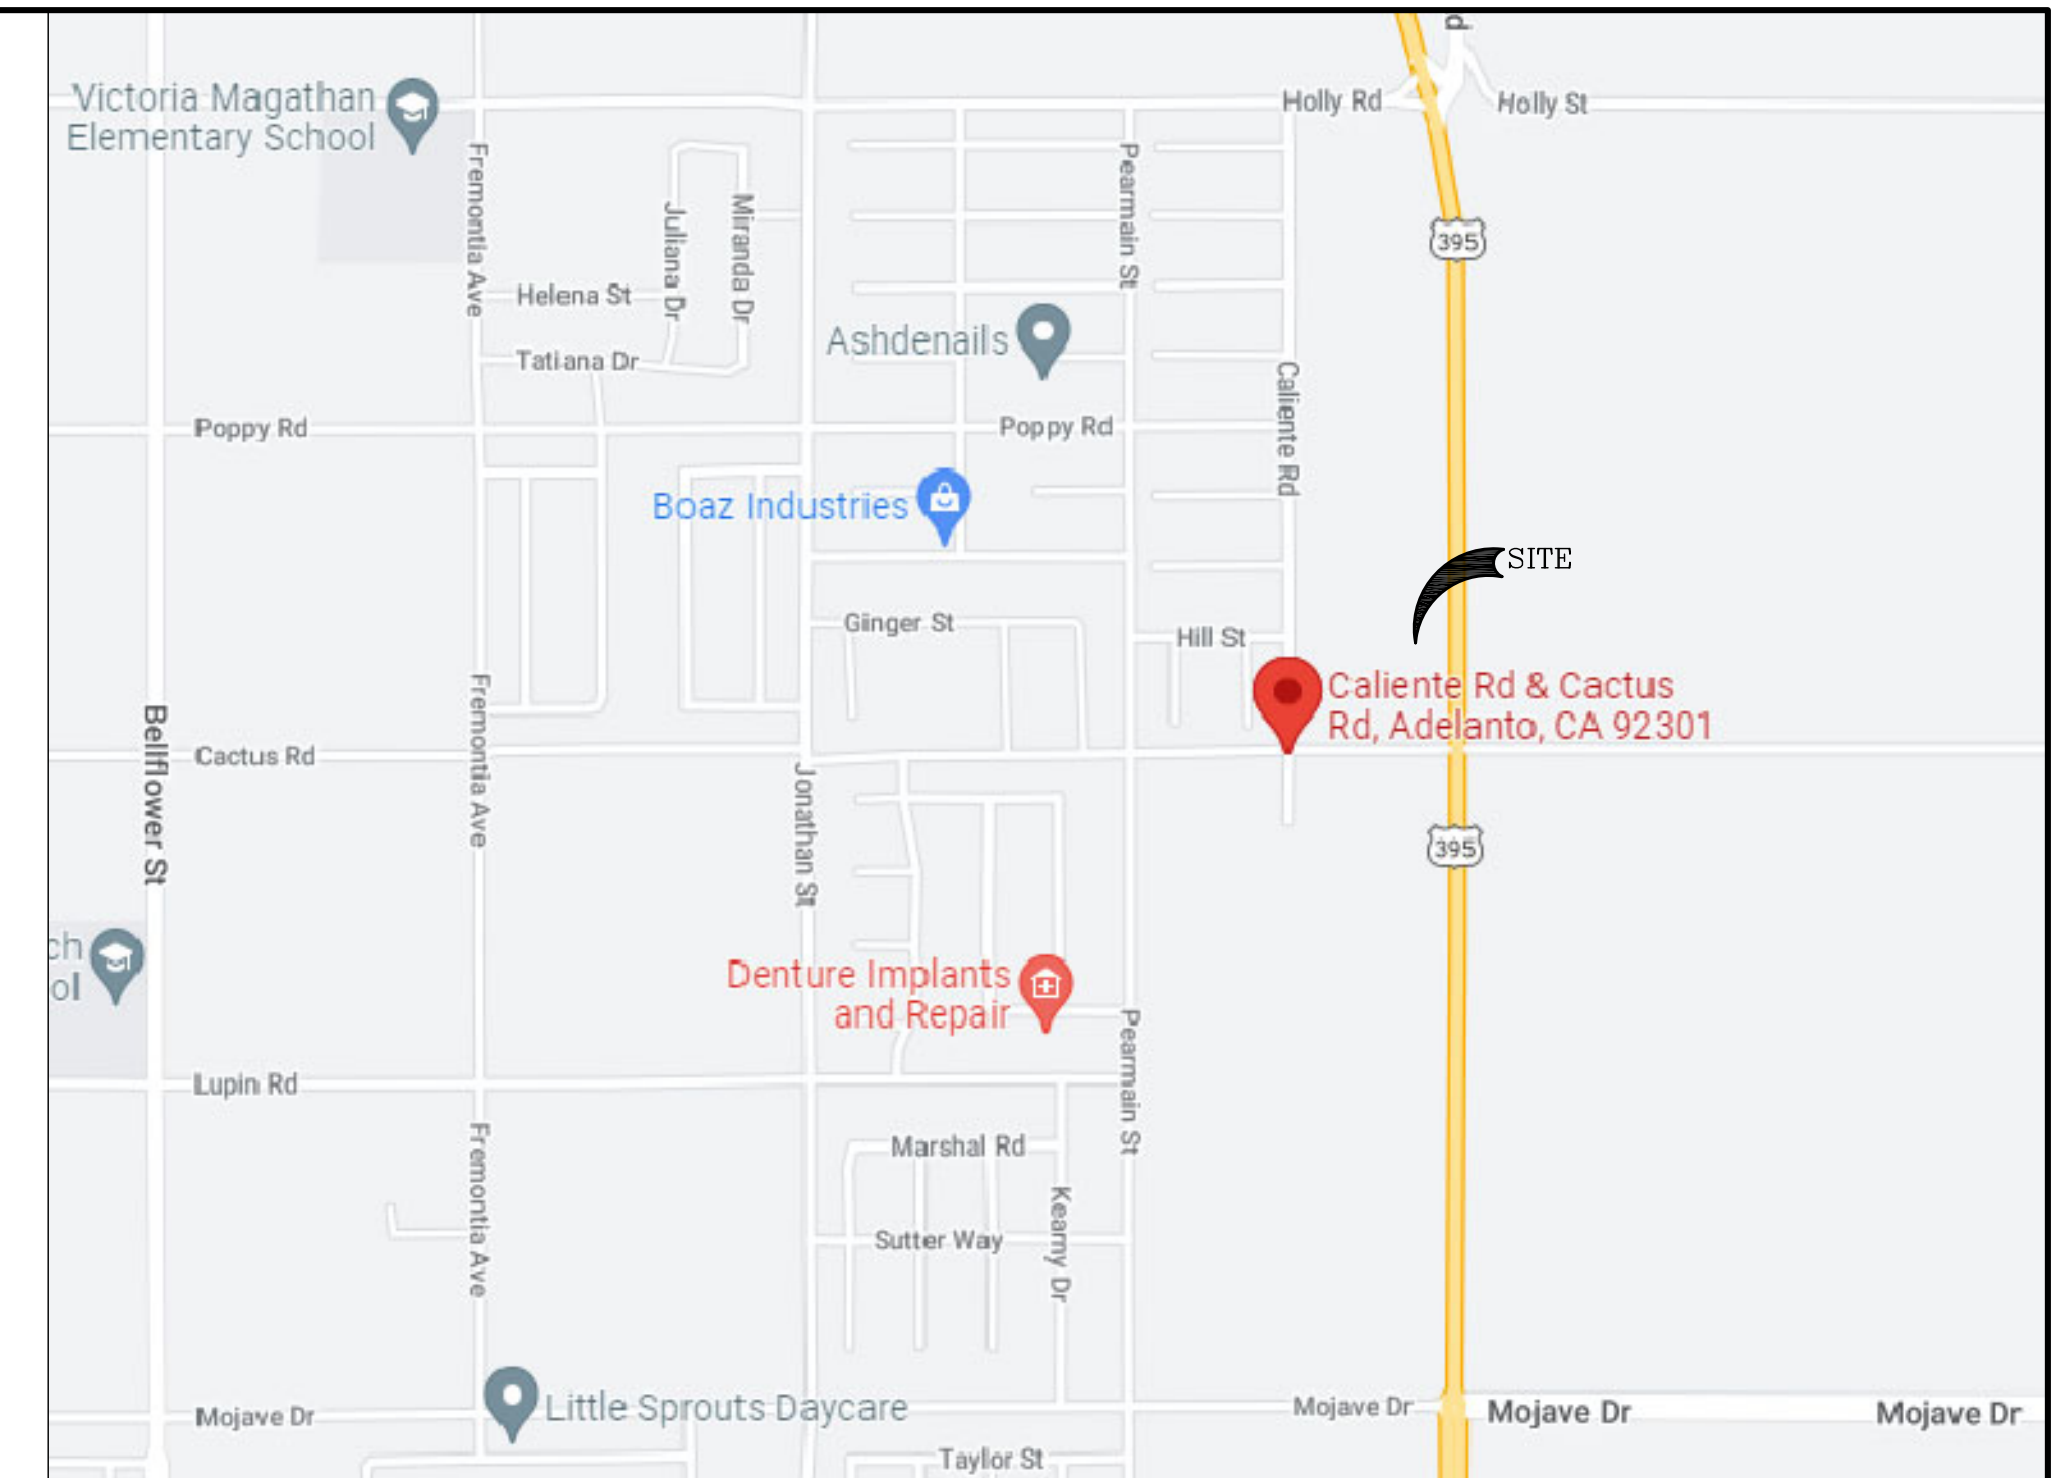 Victoria Magathan
Elementary School
Holly Rd
Holly St
Fremontia Ave
Juliana Dr
Miranda Dr
Pearmain St
395
Helena St
Ashdenails
Tatiana Dr
Caliente Rd
Poppy Rd
Poppy Rd
Boaz Industries
SITE
Ginger St
Hill St
Caliente Rd & Cactus
Rd, Adelanto, CA 92301
Bellflower St
Fremontia Ave
Cactus Rd
Jonathan St
395
ch
ol
Denture Implants
and Repair
Pearmain St
Lupin Rd
Fremontia Ave
Marshal Rd
Kearny Dr
Sutter Way
Little Sprouts Daycare
Mojave Dr
Mojave Dr
Mojave Dr
Mojave Dr
Taylor St